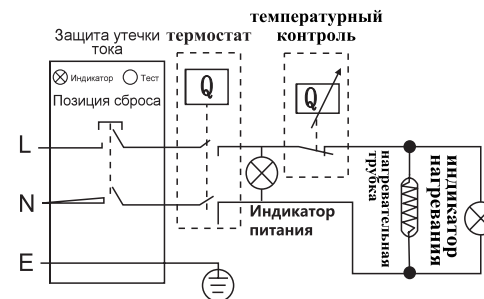 Защита утечки
тока
Индикатор
Тест
Позиция сброса
термостат
Q
температурный
контроль
Q
L
N
E
Индикатор
питания
нагревательная
трубка
индикатор
нагревания